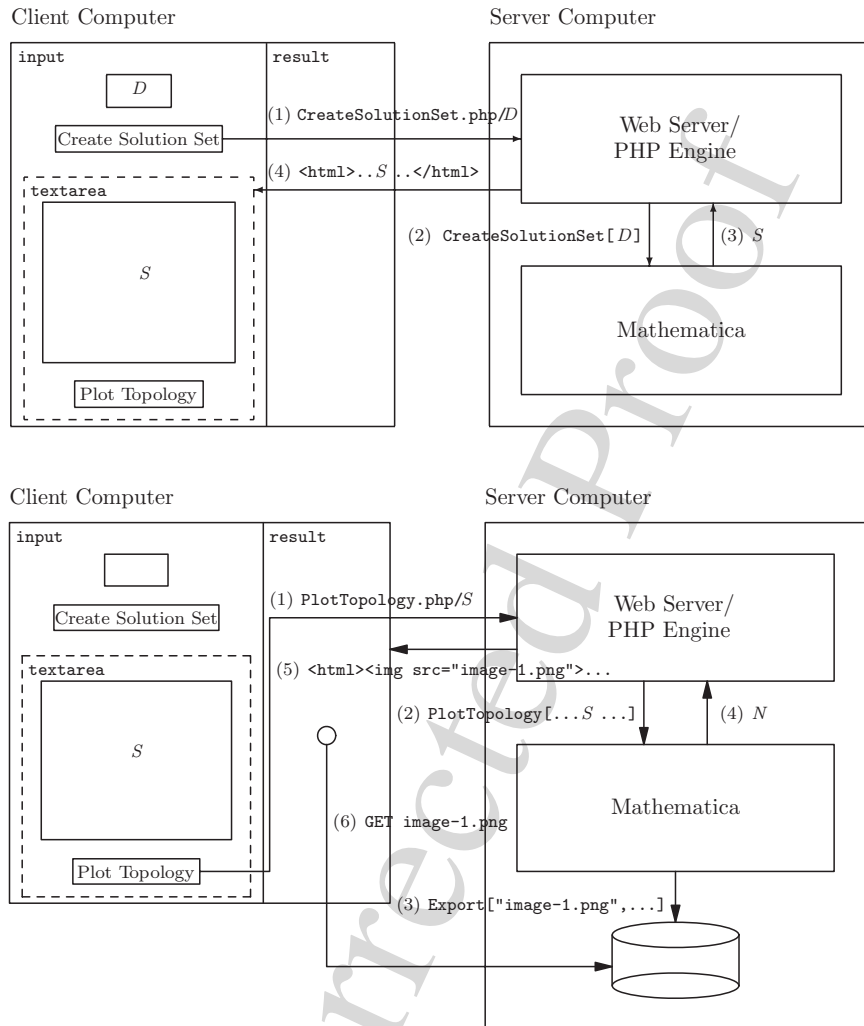 Client Computer
Server Computer
input
result
D
(1) CreateSolutionSet.php/D
Create Solution Set
Web Server/
PHP Engine
(4) <html>..S ..</html>
textarea
(2) CreateSolutionSet[D]
(3) S
S
Mathematica
Plot Topology
Client Computer
Server Computer
input
result
(1) PlotTopology.php/S
Create Solution Set
Web Server/
PHP Engine
textarea
(5) <html><img src="image-1.png">...
(2) PlotTopology[...S ...]
(4) N
S
Mathematica
(6) GET image-1.png
Plot Topology
(3) Export["image-1.png",...]
rrected Proof